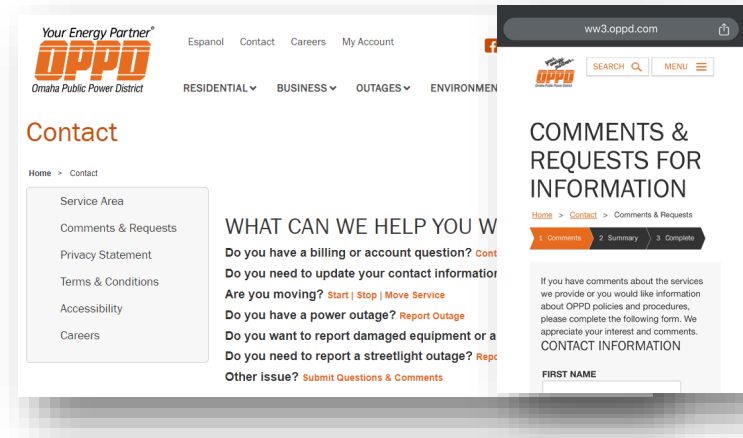 Your Energy Partner®
OPPD
Omaha Public Power District
Espanol Contact Careers My Account
RESIDENTIAL BUSINESS OUTAGES ENVIRONMEN
Contact
Home > Contact
Service Area
Comments & Requests
Privacy Statement
Terms & Conditions
Accessibility
Careers
WHAT CAN WE HELP YOU W
Do you have a billing or account question? Cont
Do you need to update your contact information
Are you moving? Start | Stop | Move Service
Do you have a power outage? Report Outage
Do you want to report damaged equipment or a
Do you need to report a streetlight outage? Repo
Other issue? Submit Questions & Comments
ww3.oppd.com
OPPD
Omaha Public Power District
SEARCH MENU
COMMENTS &
REQUESTS FOR
INFORMATION
Home > Contact > Comments & Requests
1 Comments 2 Summary 3 Complete
If you have comments about the services
we provide or you would like information
about OPPD policies and procedures,
please complete the following form. We
appreciate your interest and comments.
CONTACT INFORMATION
FIRST NAME